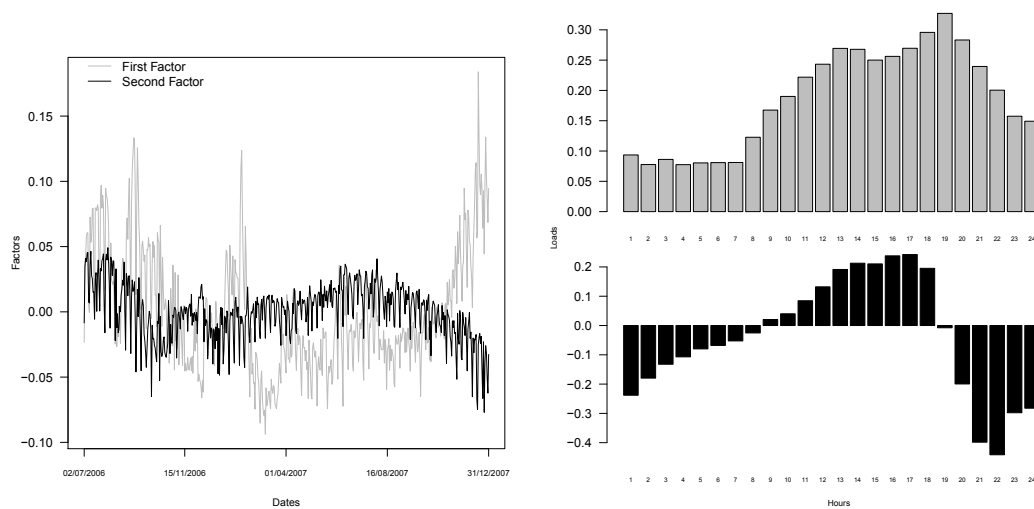 First Factor
Second Factor
Factors
0.15
0.10
0.05
0.00
−0.05
−0.10
02/07/2006 15/11/2006 01/04/2007 16/08/2007 31/12/2007
Dates
Loads
0.30
0.25
0.20
0.15
0.10
0.05
0.00
1 2 3 4 5 6 7 8 9 10 11 12 13 14 15 16 17 18 19 20 21 22 23 24
0.2
0.1
0.0
−0.1
−0.2
−0.3
−0.4
1 2 3 4 5 6 7 8 9 10 11 12 13 14 15 16 17 18 19 20 21 22 23 24
Hours